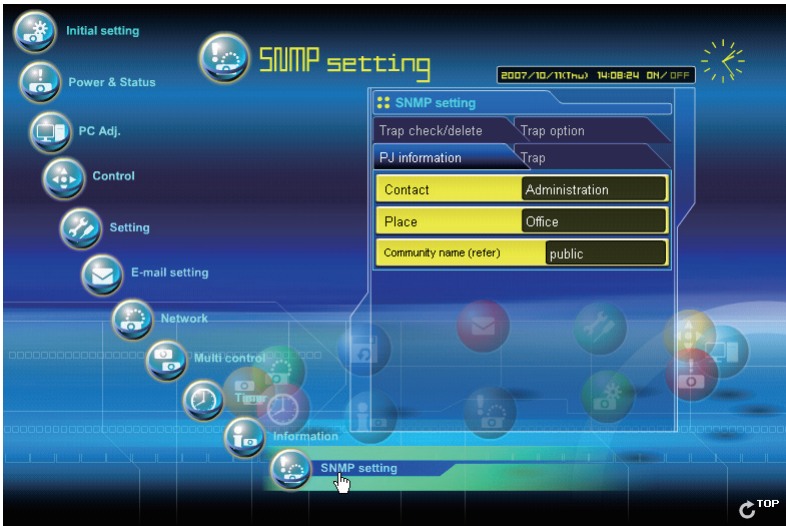 Initial setting
SNMP setting
Power & Status
2007/10/11(Thu) 14:08:24 ON/OFF
SNMP setting
PC Adj.
Trap check/delete Trap option
PJ information Trap
Control
Contact Administration
Place Office
Setting
Community name (refer) public
E-mail setting
Network
Multi control
Timer
Information
SNMP setting
TOP